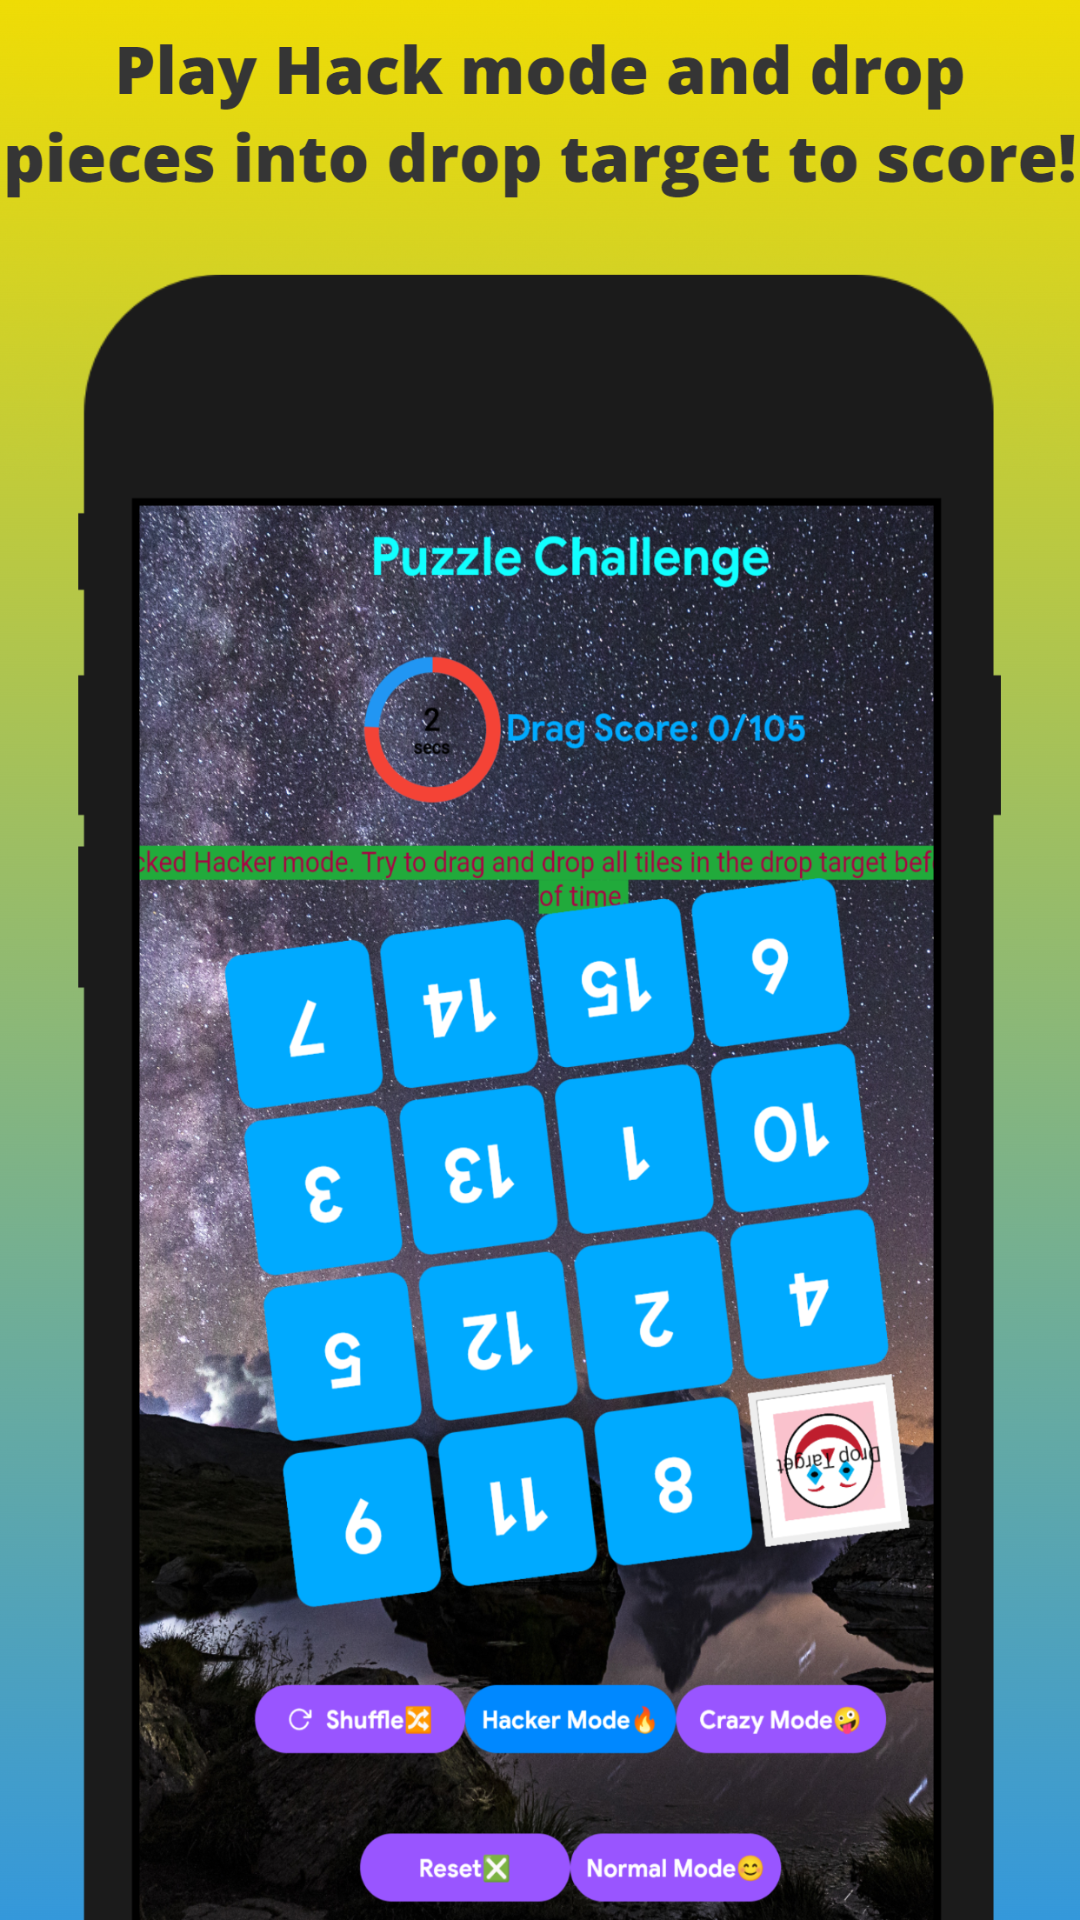 Play Hack mode and drop
pieces into drop target to score!
Puzzle Challenge
2
secs
Drag Score: 0/105
cked Hacker mode. Try to drag and drop all tiles in the drop target bef
of time.
7
14
15
6
3
13
1
10
5
12
2
4
9
11
8
Drop Target
Shuffle
Hacker Mode
Crazy Mode
Reset
Normal Mode